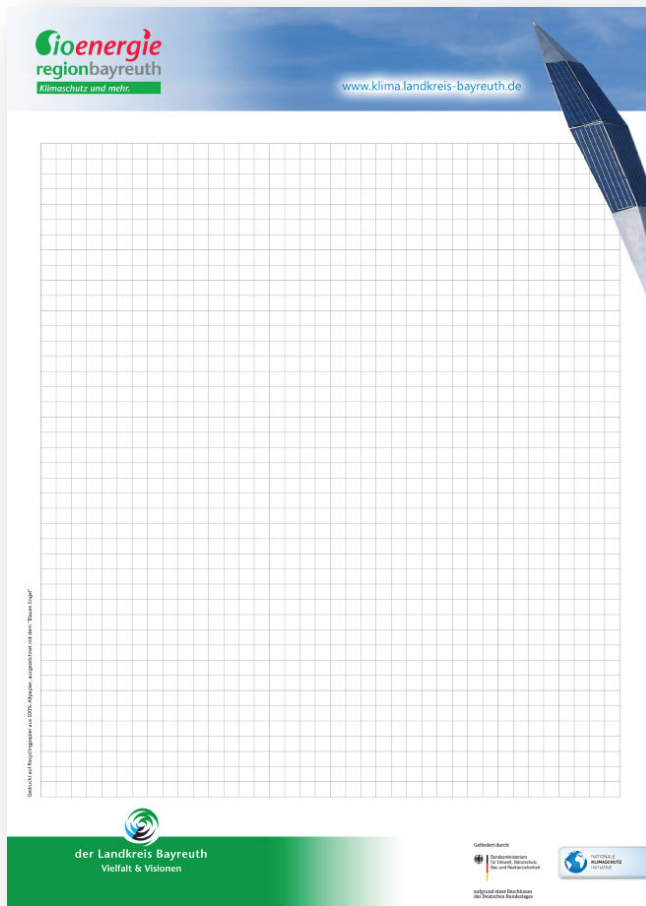 Bioenergie
regionbayreuth
Klimaschutz und mehr.
www.klima.landkreis-bayreuth.de
Gedruckt auf Recyclingpapier aus 100% Altpapier, ausgezeichnet mit dem "Blauen Engel".
der Landkreis Bayreuth
Vielfalt & Visionen
Gefördert durch:
Bundesministerium
für Umwelt, Naturschutz,
Bau und Reaktorsicherheit
aufgrund eines Beschlusses
des Deutschen Bundestages
NATIONALE
KLIMASCHUTZ
INITIATIVE